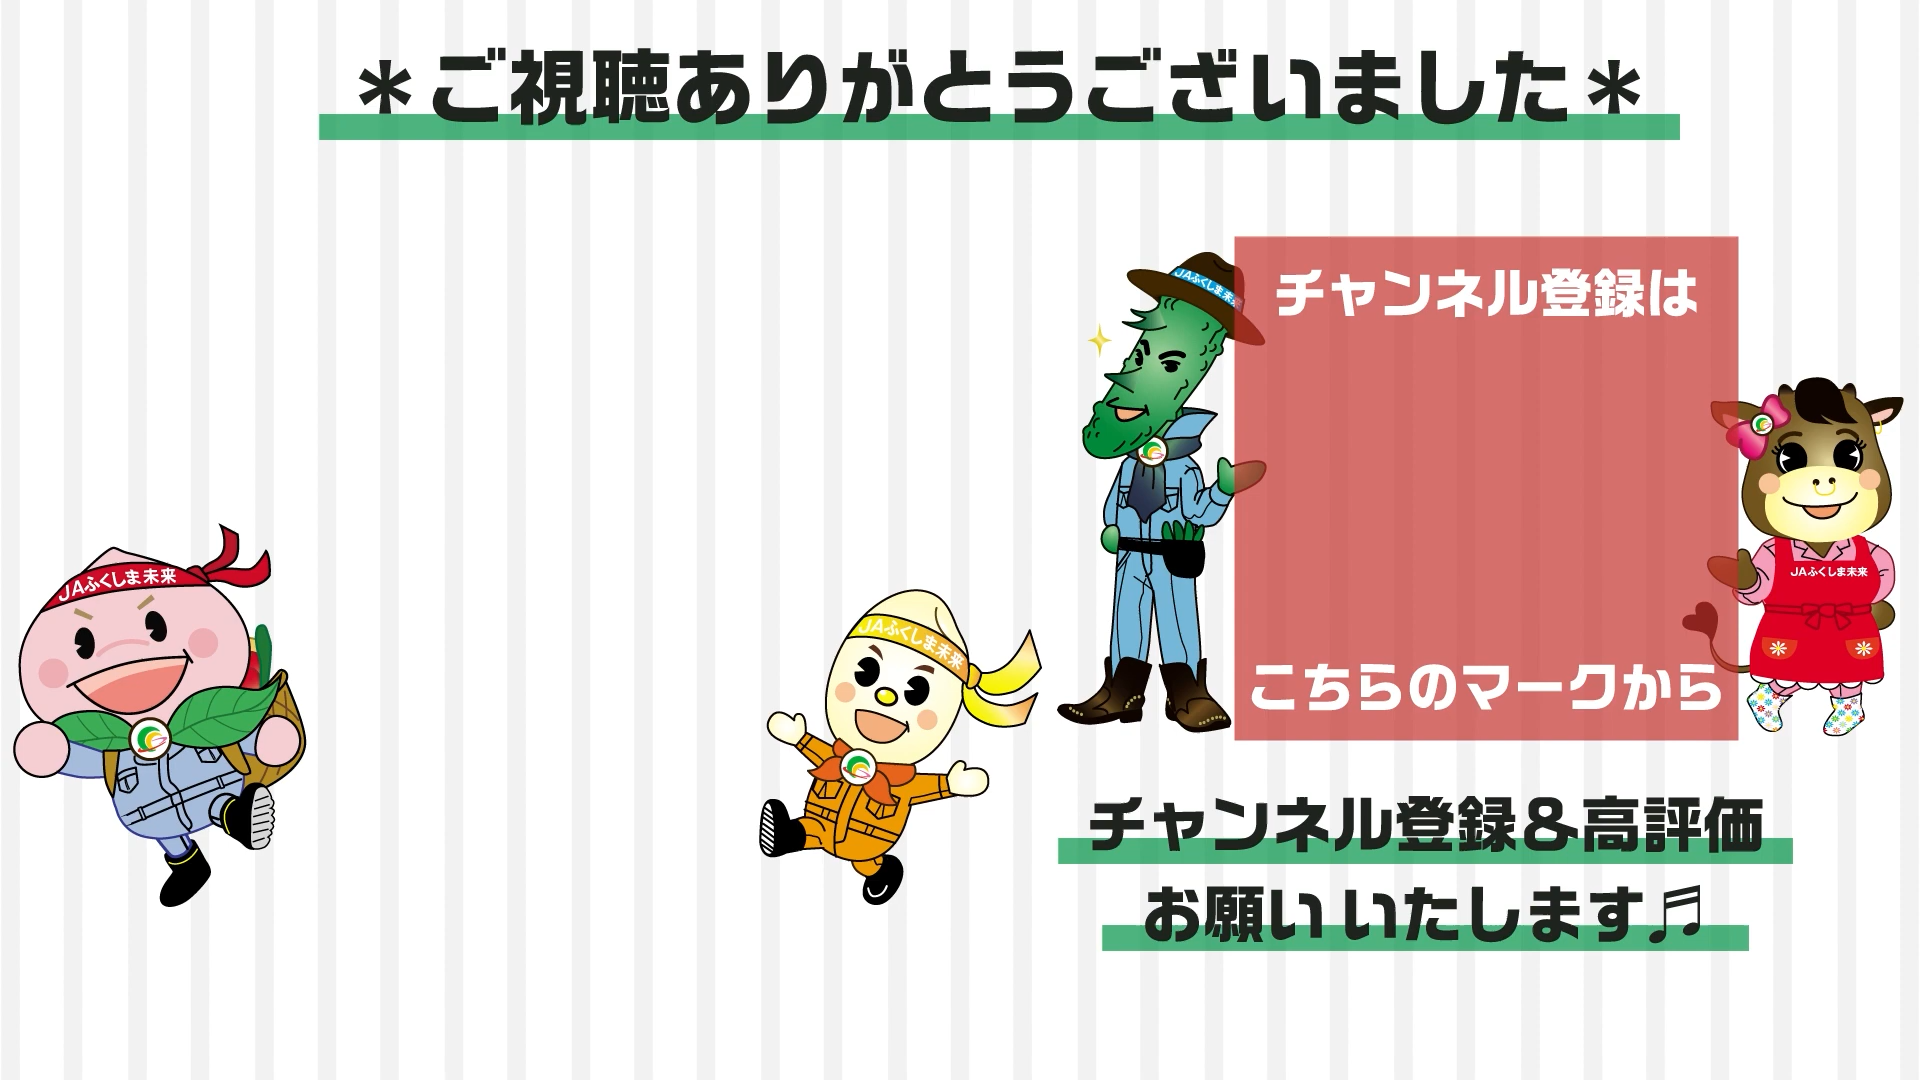 ＊ご視聴ありがとうございました＊
チャンネル登録は
JAふくしま未来
JAふくしま未来
JAふくしま未来
JAふくしま未来
こちらのマークから
チャンネル登録＆高評価
お願いいたします♬